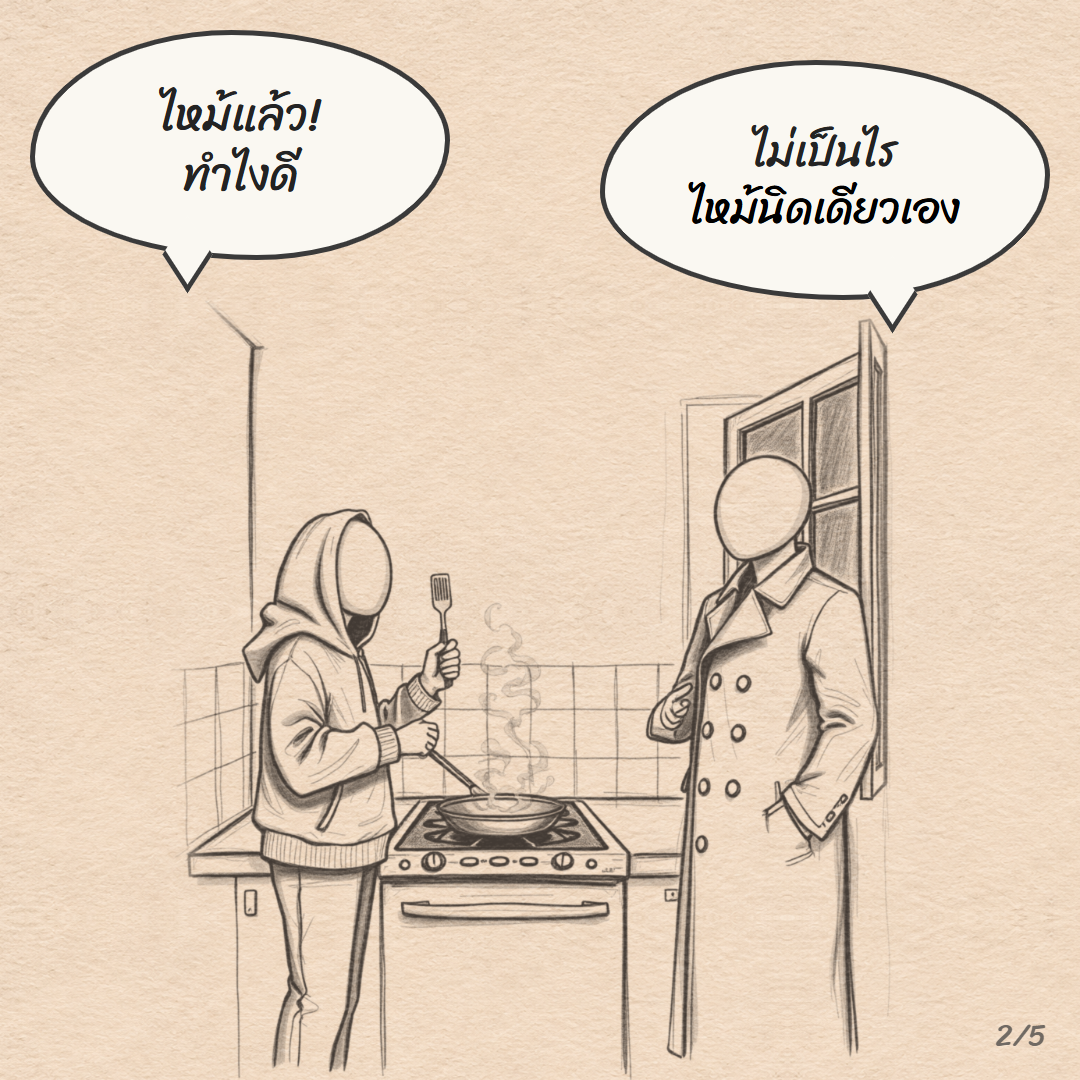 ไหม้แล้ว!
ทำไงดี
ไม่เป็นไร
ไหม้นิดเดียวเอง
2/5